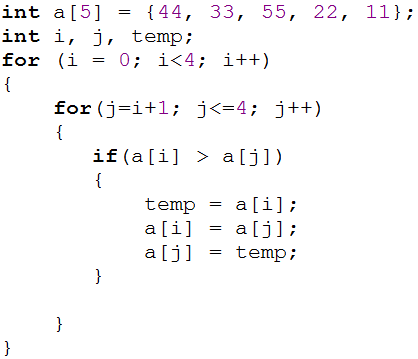 int a[5] = {44, 33, 55, 22, 11};
int i, j, temp;
for (i = 0; i<4; i++)
{
    for(j=i+1; j<=4; j++)
    {
       if(a[i] > a[j])
       {
           temp = a[i];
           a[i] = a[j];
           a[j] = temp;
       }

    }
}